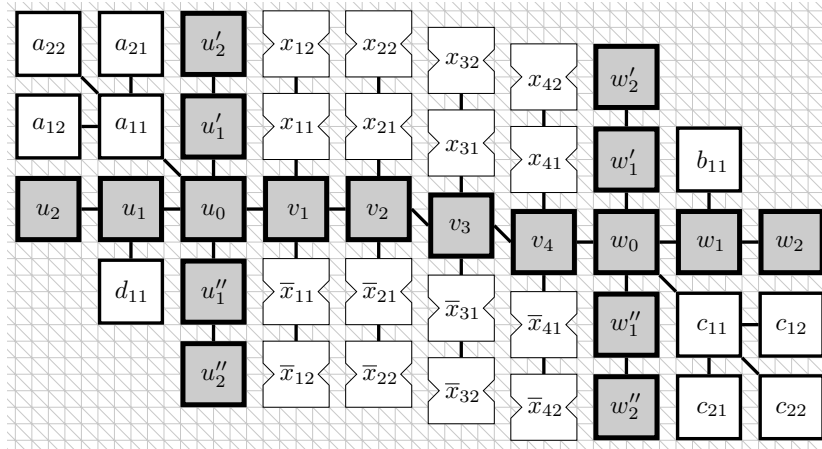 a₂₂ a₂₁ u′₂ x₁₂ x₂₂ x₃₂ x₄₂ w′₂
a₁₂ a₁₁ u′₁ x₁₁ x₂₁ x₃₁ x₄₁ w′₁ b₁₁
u₂ u₁ u₀ v₁ v₂ v₃ v₄ w₀ w₁ w₂
d₁₁ u″₁ x̅₁₁ x̅₂₁ x̅₃₁ x̅₄₁ w″₁ c₁₁ c₁₂
u″₂ x̅₁₂ x̅₂₂ x̅₃₂ x̅₄₂ w″₂ c₂₁ c₂₂